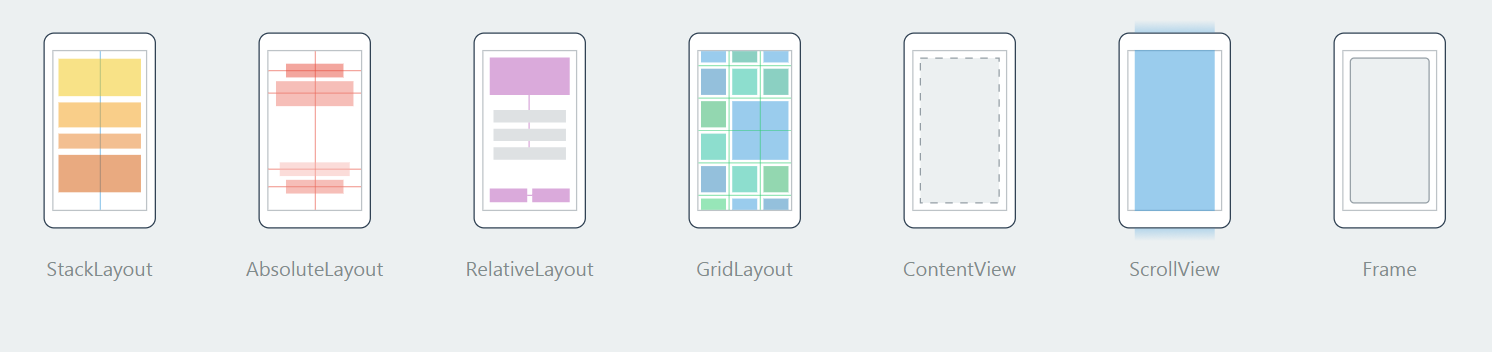 StackLayout
AbsoluteLayout
RelativeLayout
GridLayout
ContentView
ScrollView
Frame